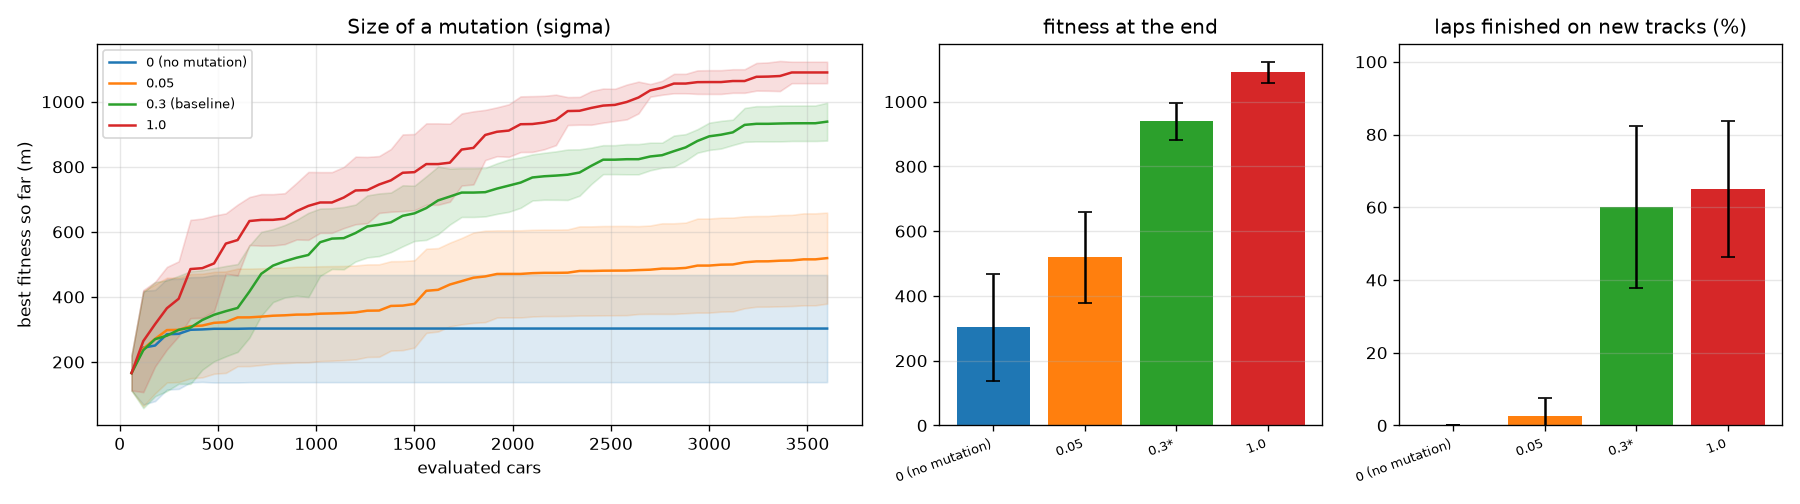 Size of a mutation (sigma)
best fitness so far (m)
1000
800
600
400
200
0 (no mutation)
0.05
0.3 (baseline)
1.0
0 500 1000 1500 2000 2500 3000 3500
evaluated cars
fitness at the end
1000
800
600
400
200
0
0 (no mutation) 0.05 0.3* 1.0
laps finished on new tracks (%)
100
80
60
40
20
0
0 (no mutation) 0.05 0.3* 1.0